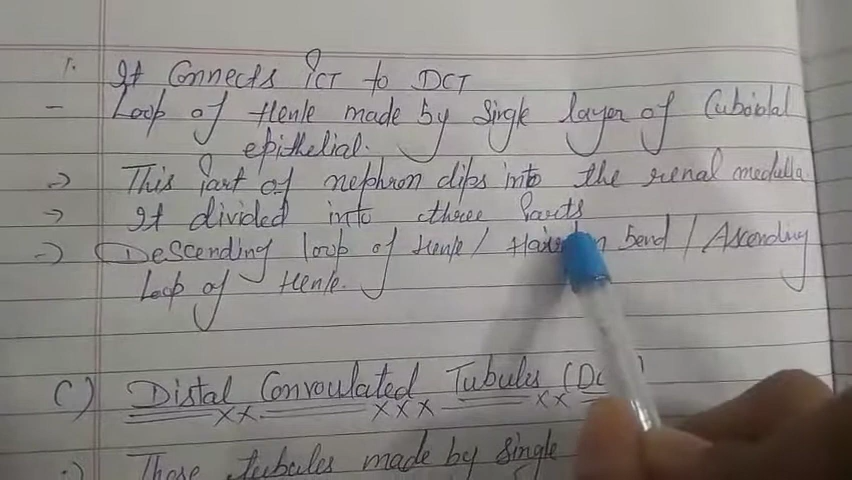 1. It Connects PCT to DCT
- Loop of Henle made by Single layer of Cuboidal
epithelial.
→ This Part of nephron dips into the renal medulla
→ It divided into three Parts
→ Descending loop of Henle / bend / Ascending
Loop of Henle.
C) Distal Convoulated Tubules
Those tubules made by single